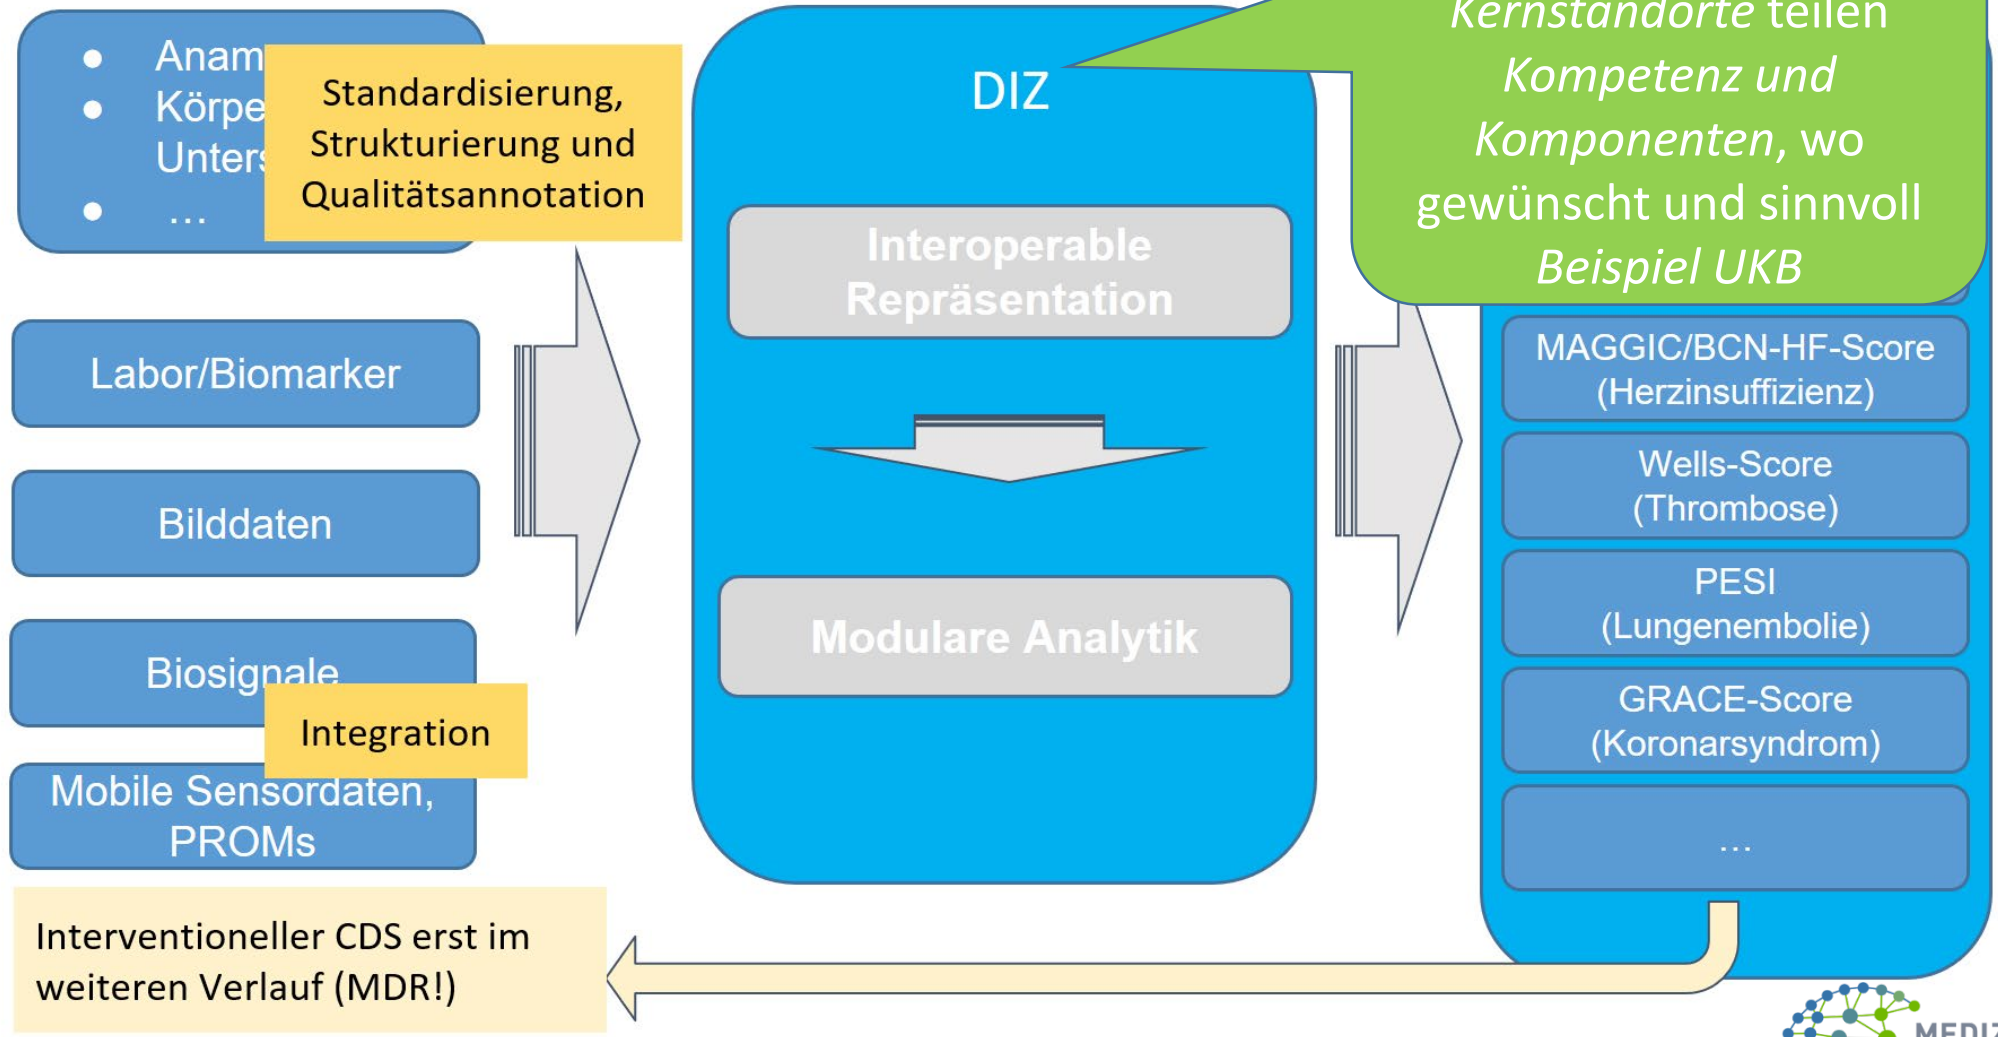 ● Anam
● Körpe
Unters
● ...
Standardisierung,
Strukturierung und
Qualitätsannotation
Labor/Biomarker
Bilddaten
Biosignale
Integration
Mobile Sensordaten,
PROMs
Interventioneller CDS erst im
weiteren Verlauf (MDR!)
DIZ
Interoperable
Repräsentation
Modulare Analytik
Kernstandorte teilen
Kompetenz und
Komponenten, wo
gewünscht und sinnvoll
Beispiel UKB
MAGGIC/BCN-HF-Score
(Herzinsuffizienz)
Wells-Score
(Thrombose)
PESI
(Lungenembolie)
GRACE-Score
(Koronarsyndrom)
...
MEDIZ